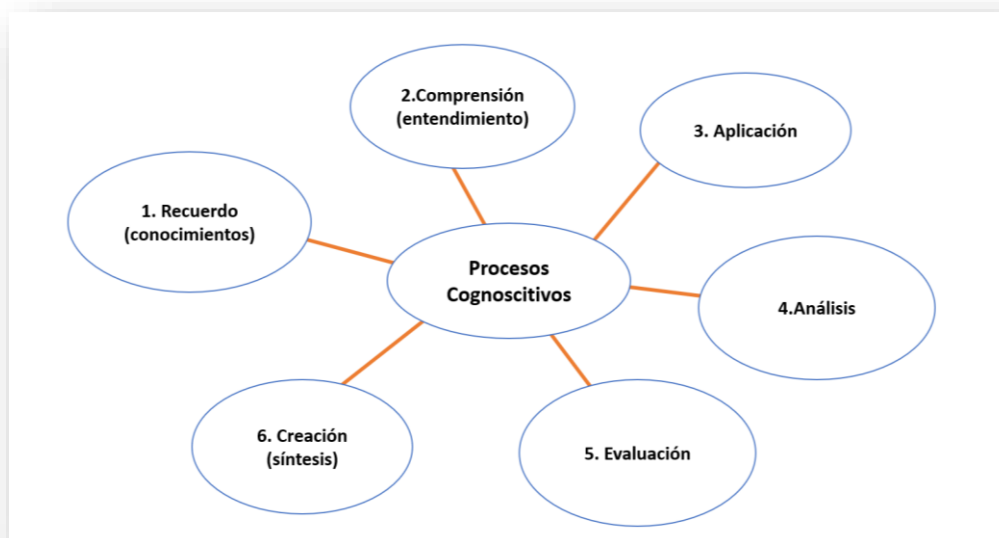 Procesos
Cognoscitivos
1. Recuerdo
(conocimientos)
2.Comprensión
(entendimiento)
3. Aplicación
4.Análisis
5. Evaluación
6. Creación
(síntesis)